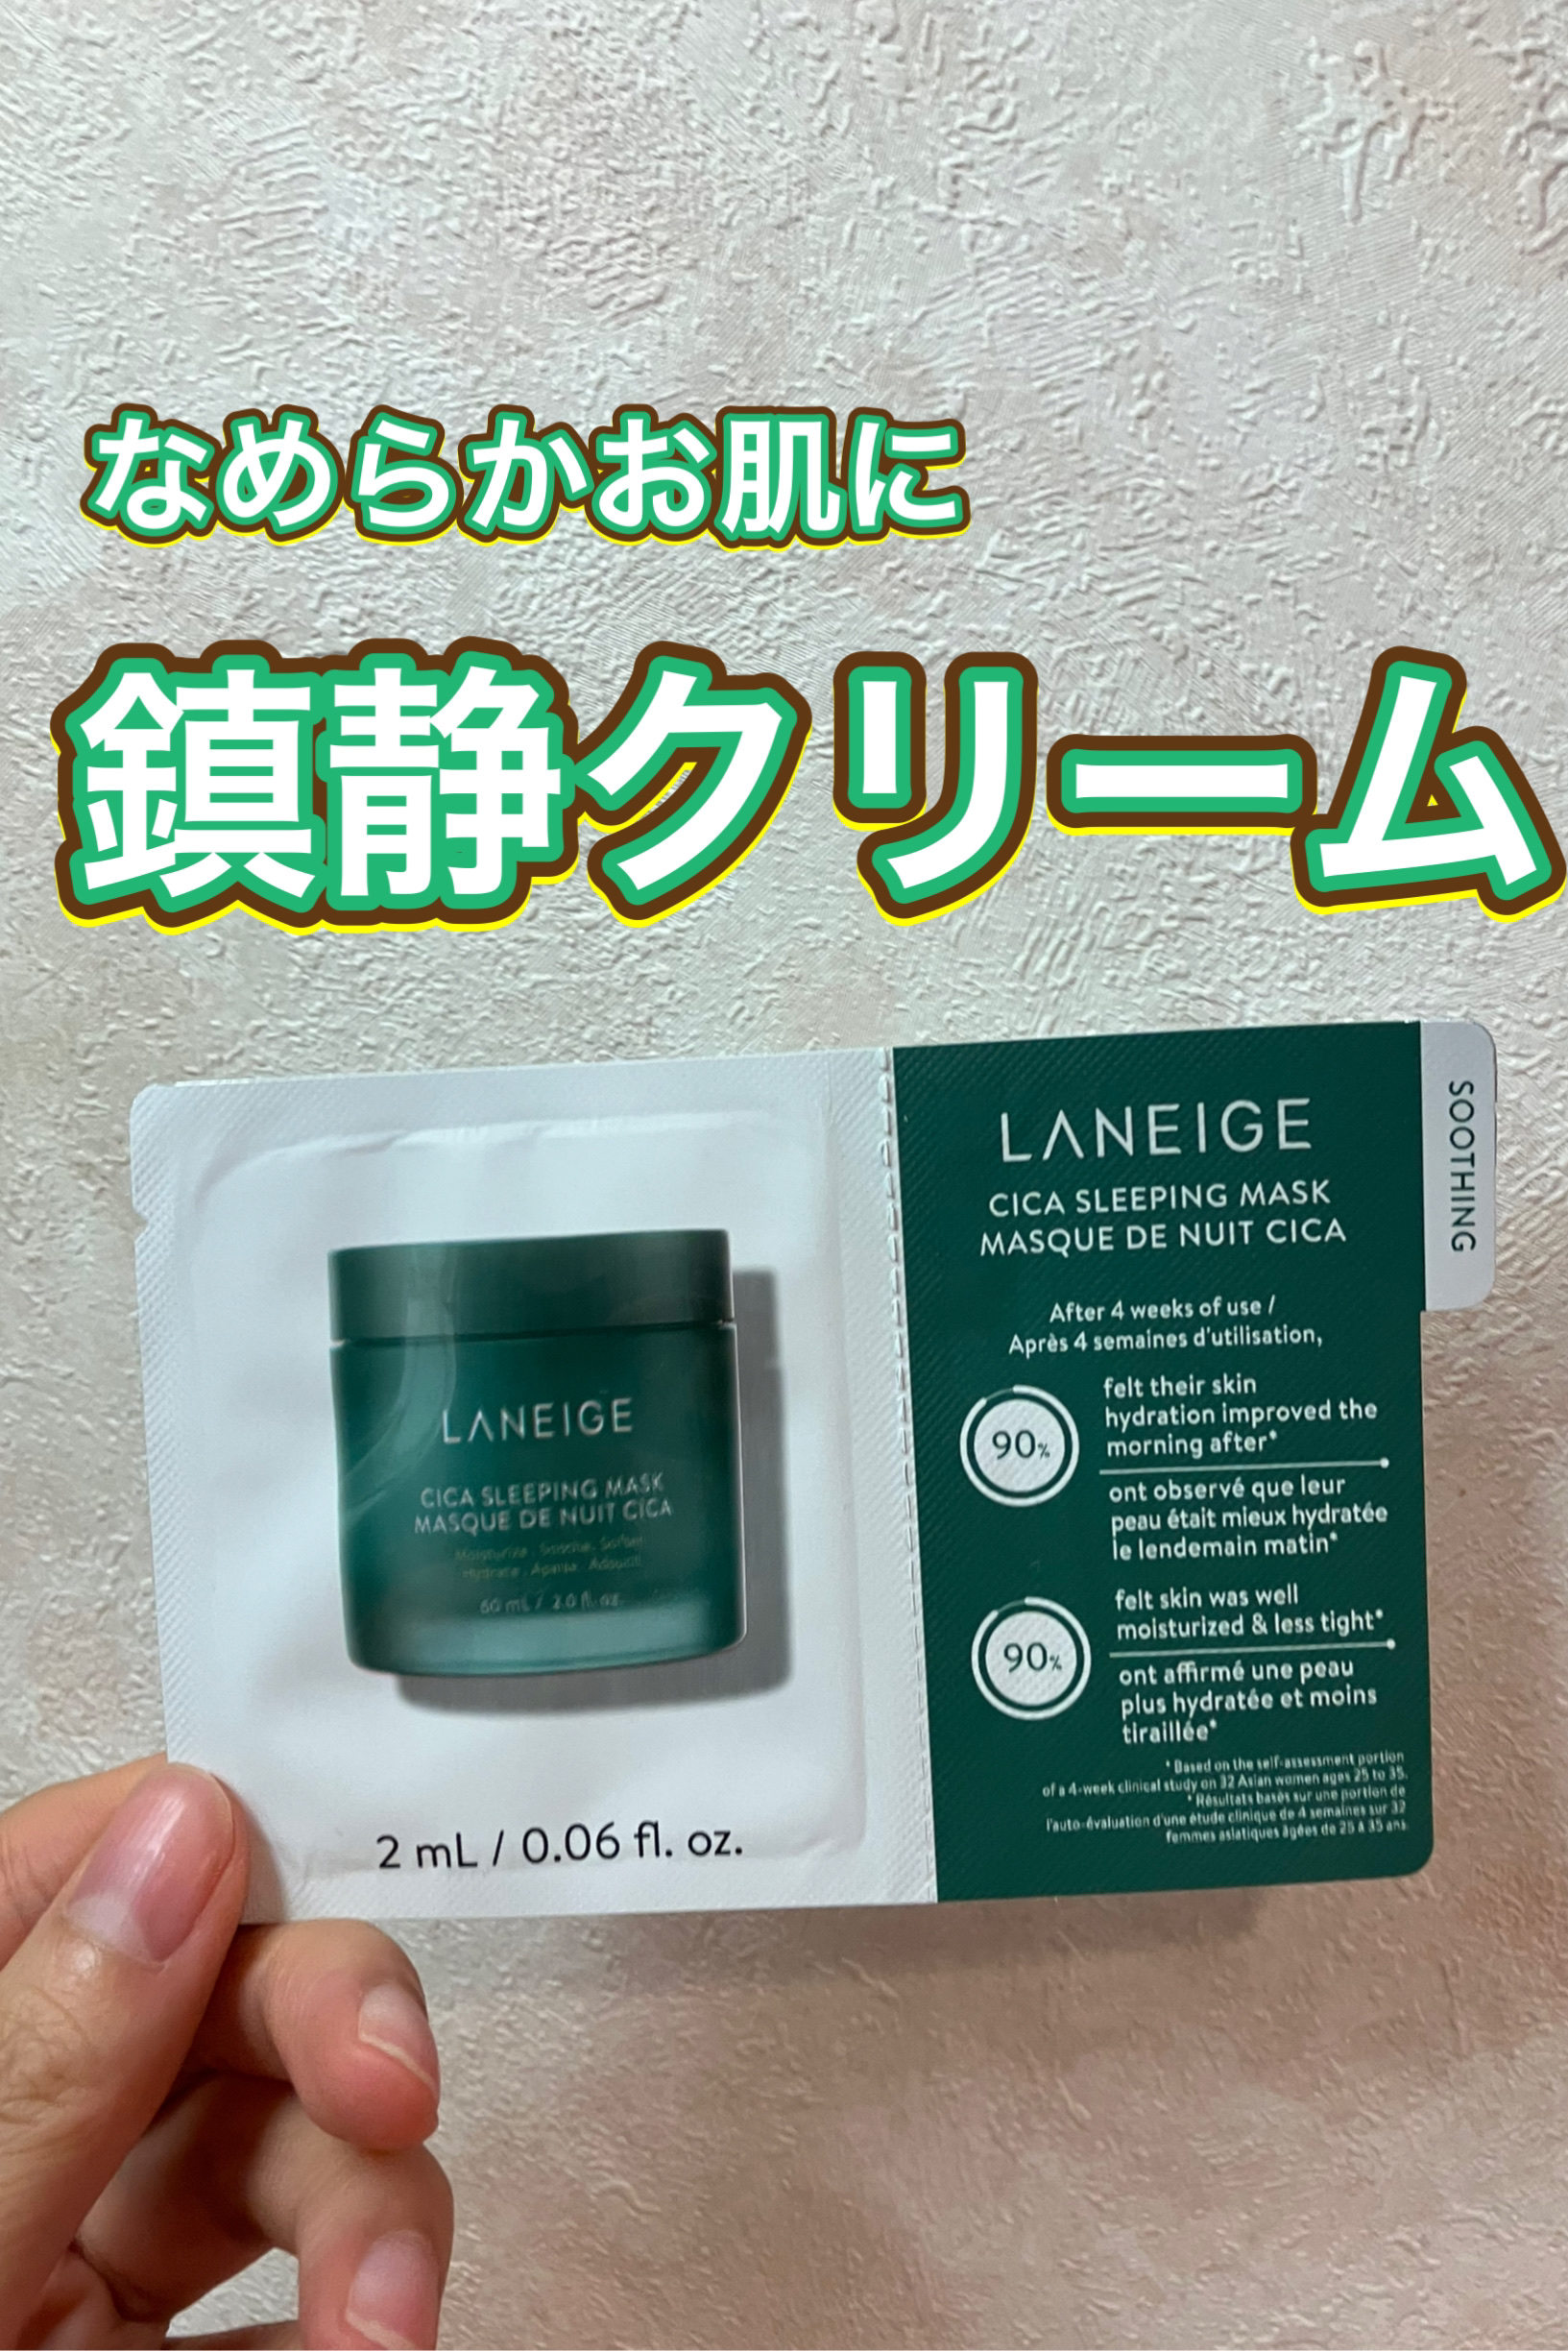 なめらかお肌に
鎮静クリーム
LANEIGE
CICA SLEEPING MASK
MASQUE DE NUIT CICA
Moisturize . Soothe . Soften
Hydrate . Apaise . Adoucit
60 mL / 2.0 fl. oz.
2 mL / 0.06 fl. oz.
LANEIGE
CICA SLEEPING MASK
MASQUE DE NUIT CICA
After 4 weeks of use /
Après 4 semaines d'utilisation,
90%
felt their skin
hydration improved the
morning after*
ont observé que leur
peau était mieux hydratée
le lendemain matin*
90%
felt skin was well
moisturized & less tight*
ont affirmé une peau
plus hydratée et moins
tiraillée*
* Based on the self-assessment portion
of a 4-week clinical study on 32 Asian women ages 25 to 35.
* Résultats basés sur une portion de
l'auto-évaluation d'une étude clinique de 4 semaines sur 32
femmes asiatiques âgées de 25 à 35 ans.
SOOTHING